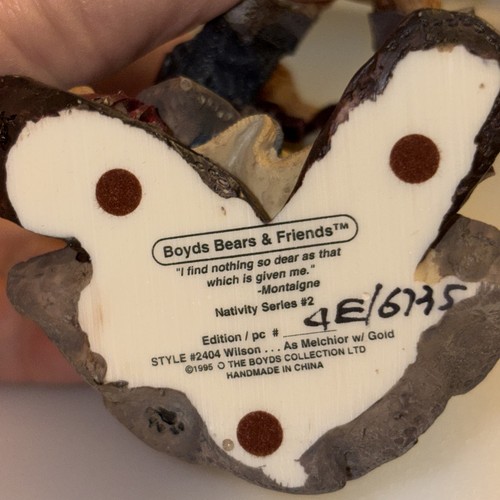 Boyds Bears & Friends™
"I find nothing so dear as that
which is given me."
-Montaigne
Nativity Series #2
Edition / pc # 4E/6735
STYLE #2404 Wilson . . . As Melchior w/ Gold
©1995 THE BOYDS COLLECTION LTD
HANDMADE IN CHINA